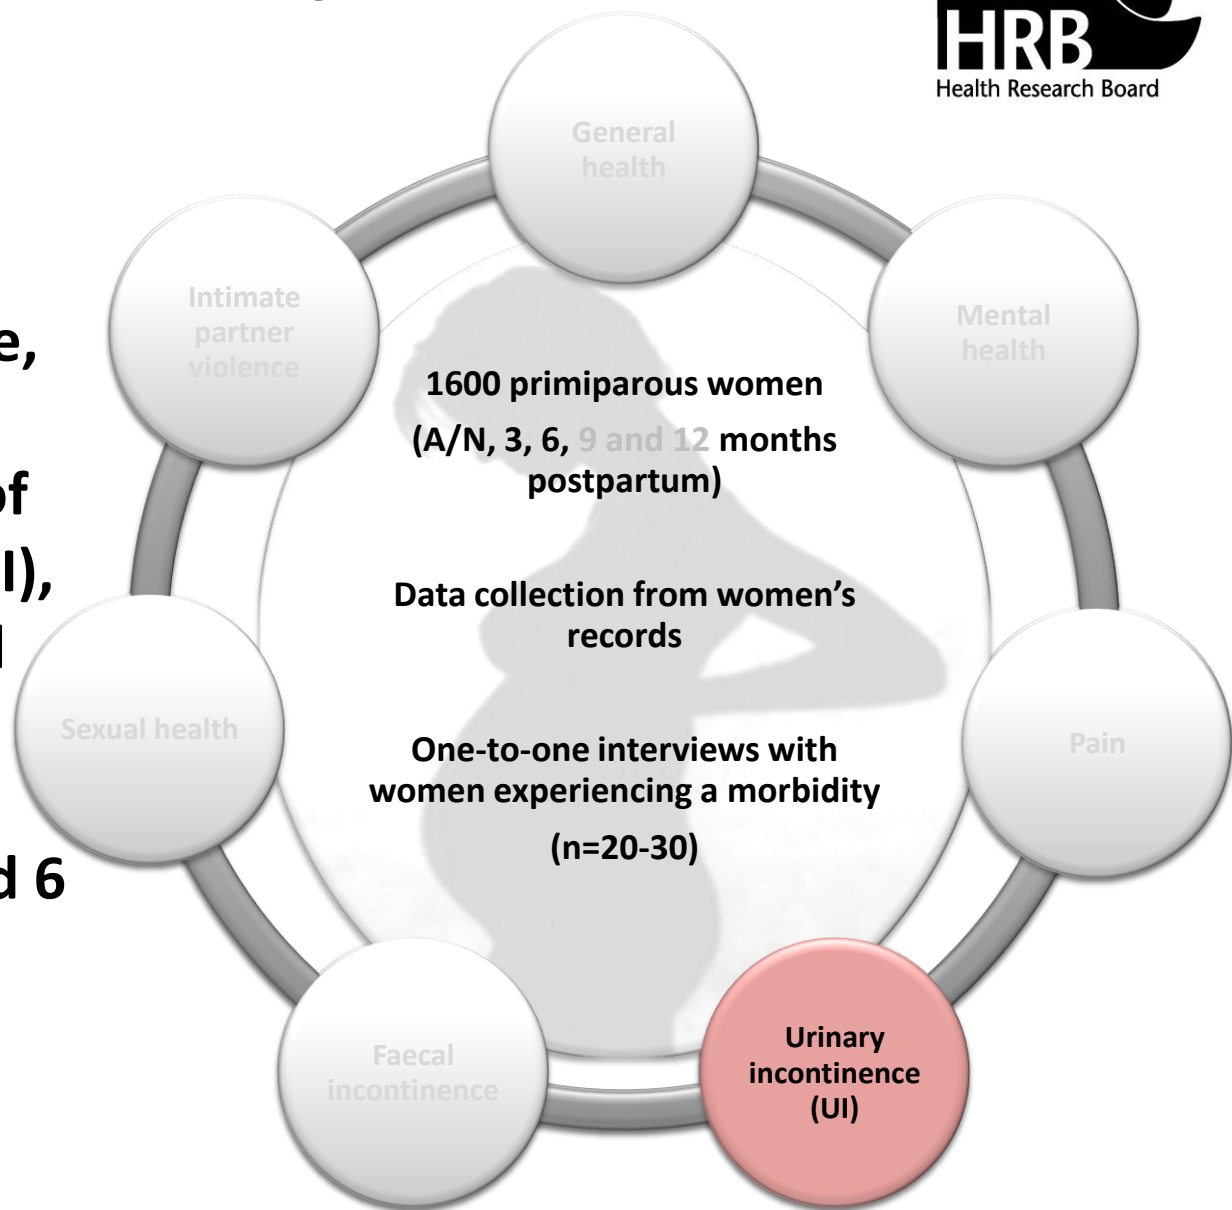 HRB
Health Research Board
General
health
Intimate
partner
violence
Mental
health
e,
of
I),
d 6
1600 primiparous women
(A/N, 3, 6, 9 and 12 months
postpartum)
Data collection from women's
records
One-to-one interviews with
women experiencing a morbidity
(n=20-30)
Sexual health
Pain
Faecal
incontinence
Urinary
incontinence
(UI)